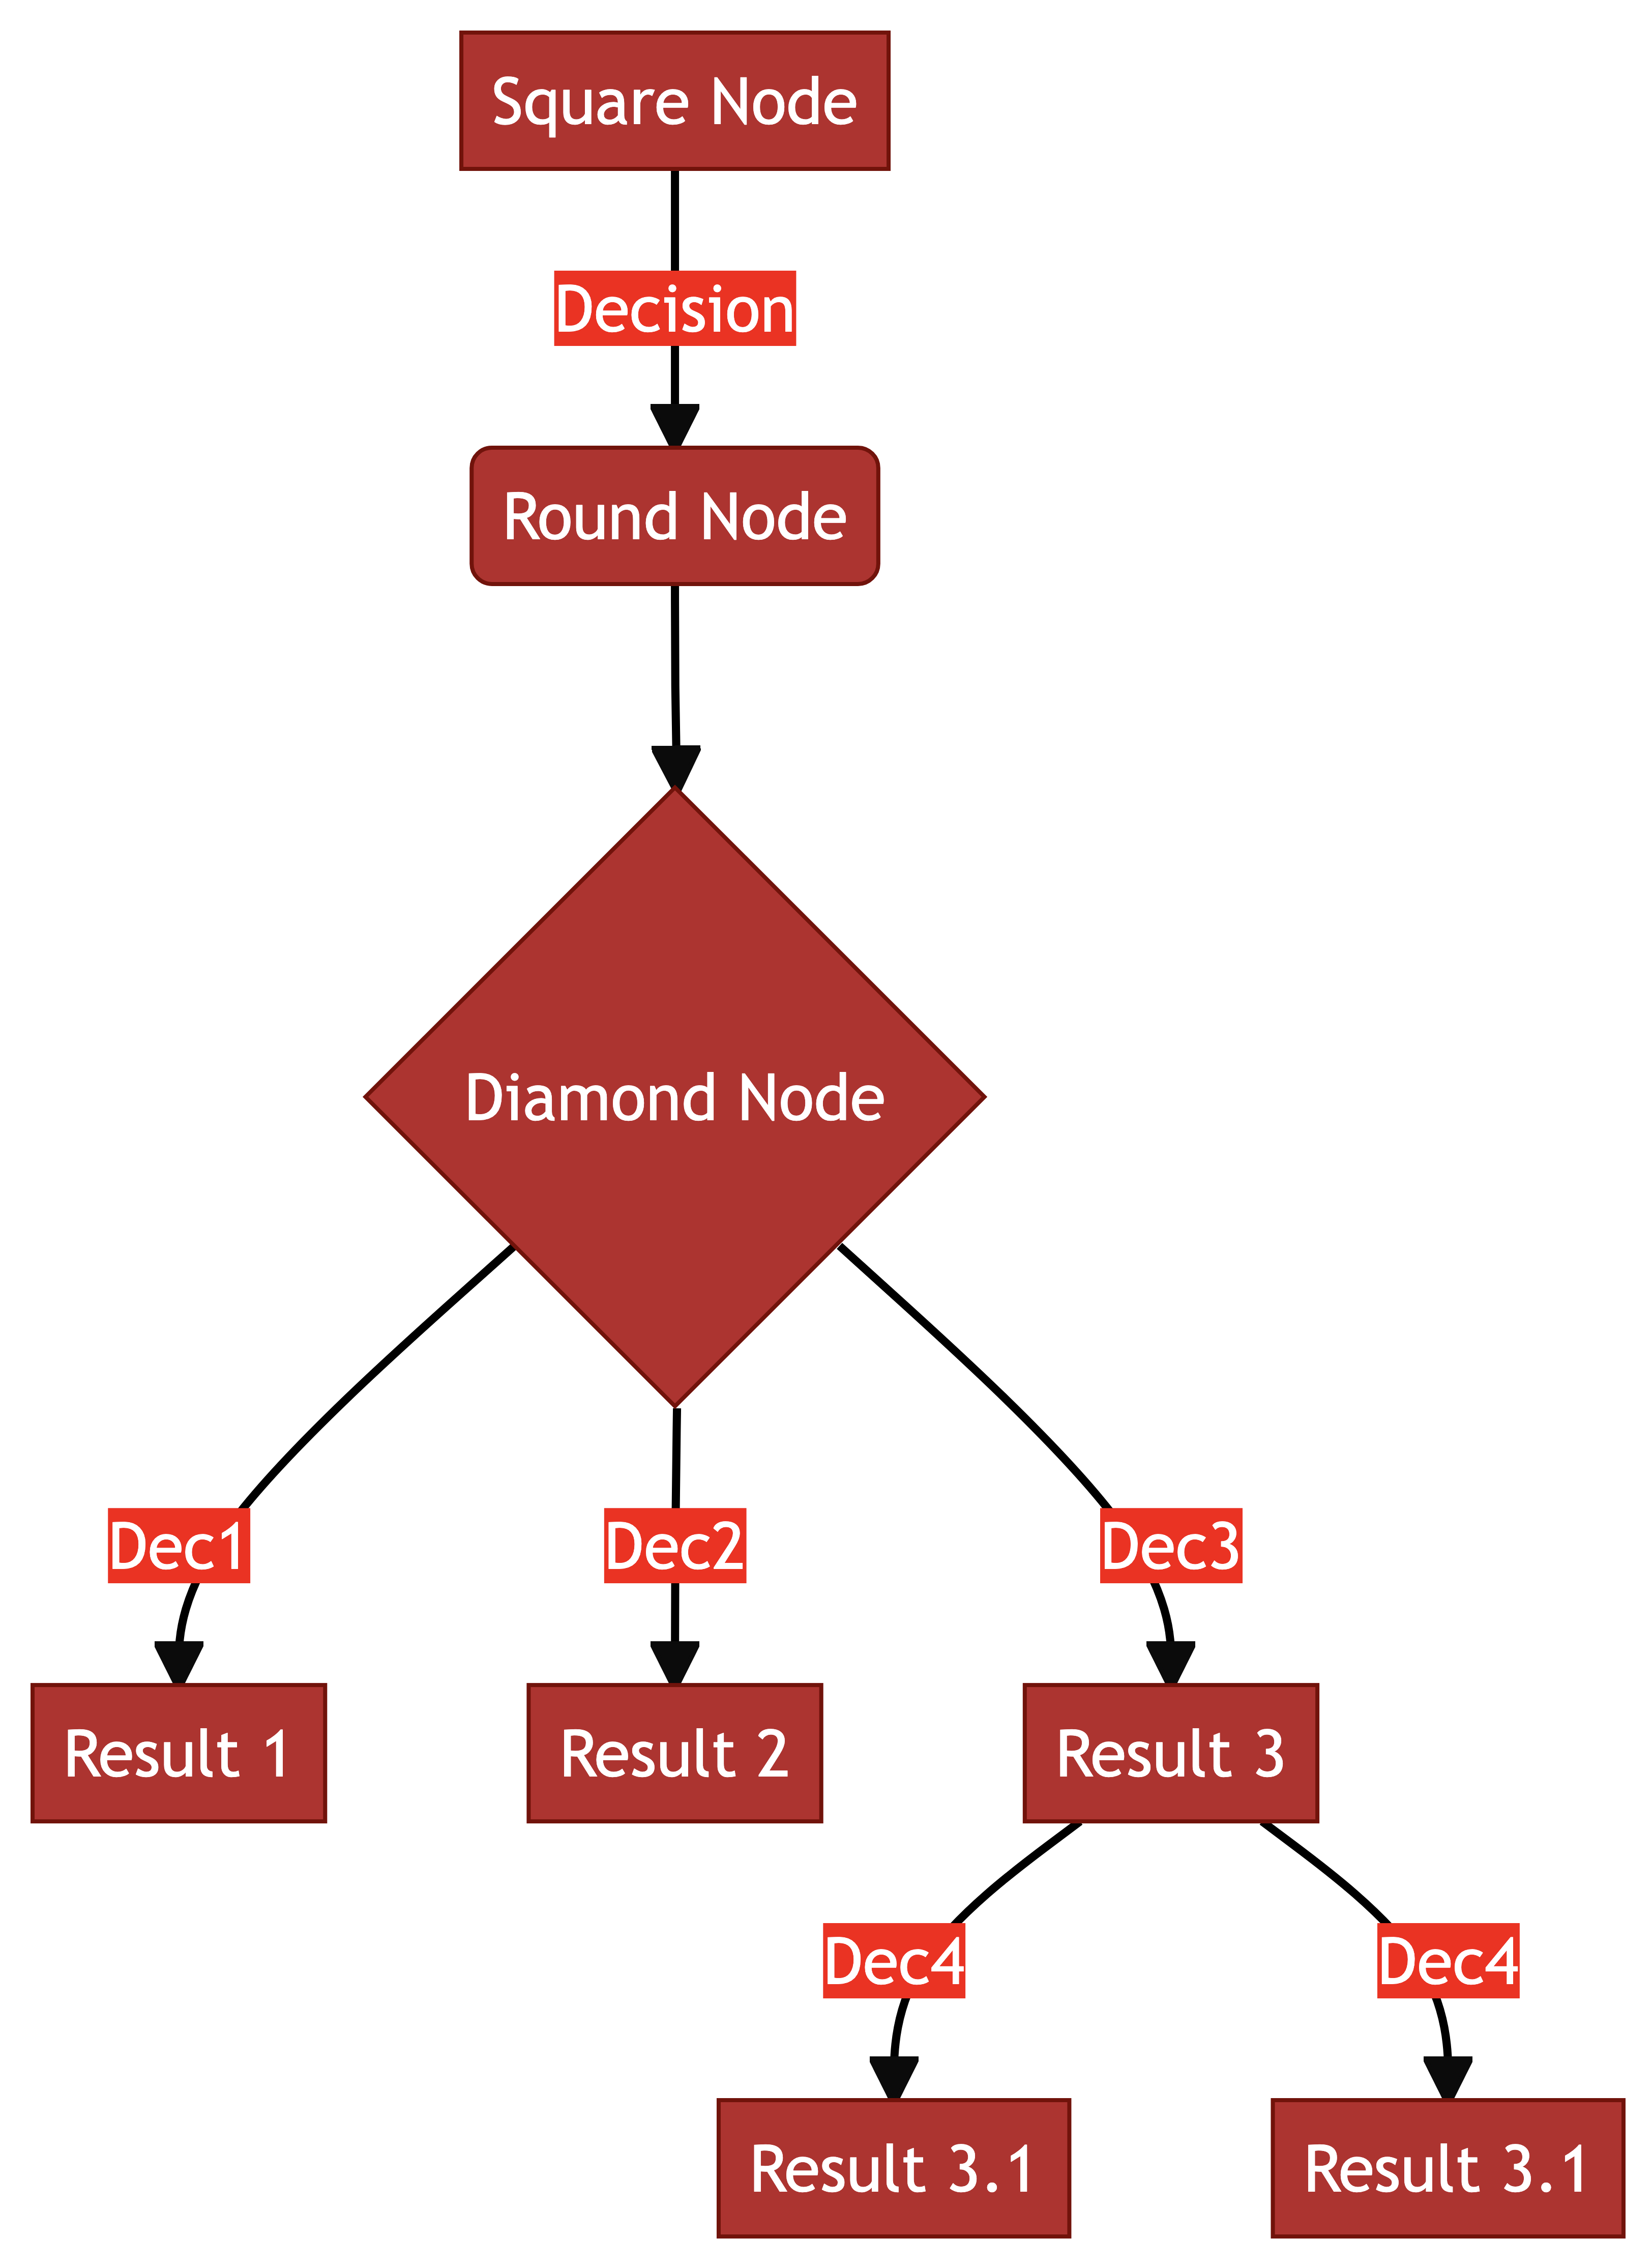 Square Node
Decision
Round Node
Diamond Node
Dec1
Dec2
Dec3
Result 1
Result 2
Result 3
Dec4
Dec4
Result 3.1
Result 3.1